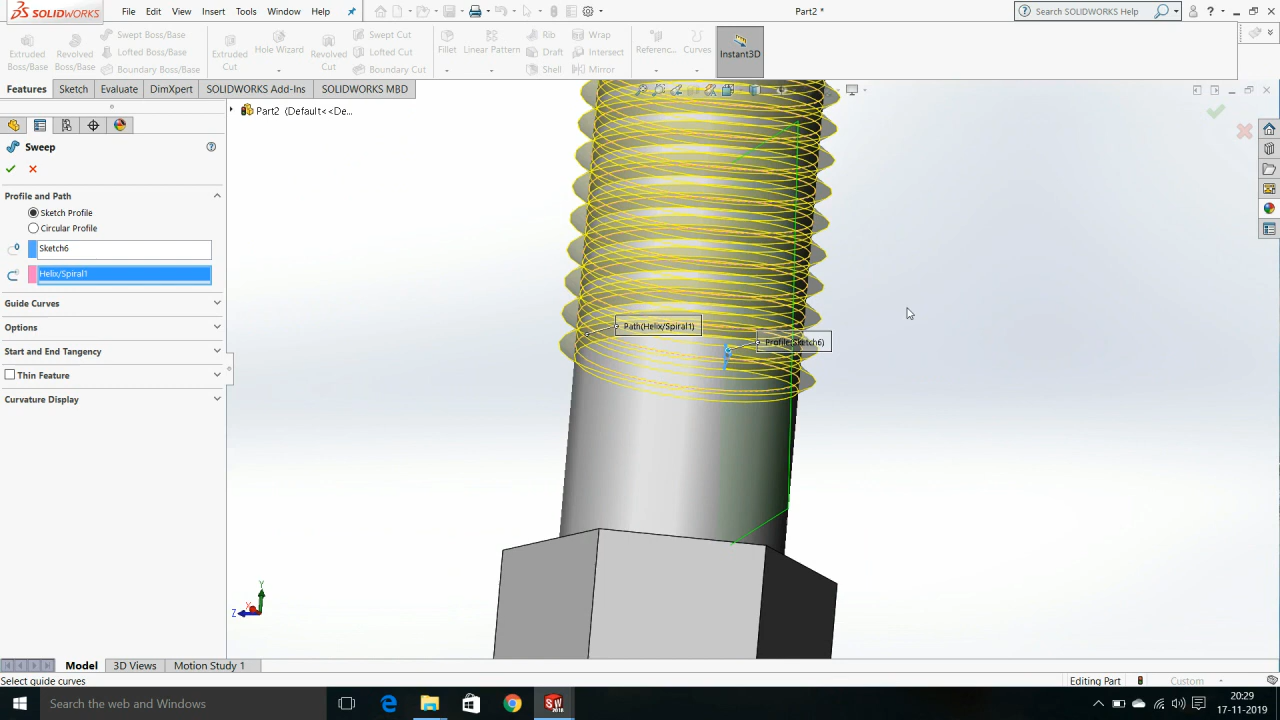 SOLIDWORKS
File Edit View Insert Tools Window Help
Part2 *
Search SOLIDWORKS Help
Extruded Boss/Base
Revolved Boss/Base
Swept Boss/Base
Lofted Boss/Base
Boundary Boss/Base
Extruded Cut
Hole Wizard
Revolved Cut
Swept Cut
Lofted Cut
Boundary Cut
Fillet
Linear Pattern
Rib
Draft
Shell
Wrap
Intersect
Mirror
Referenc...
Curves
Instant3D
Features Sketch Evaluate DimXpert SOLIDWORKS Add-Ins SOLIDWORKS MBD
Part2 (Default<<De...
Sweep
Profile and Path
Sketch Profile
Circular Profile
Sketch6
Helix/Spiral1
Guide Curves
Options
Start and End Tangency
Thin Feature
Curvature Display
Path(Helix/Spiral1)
Profile(Sketch6)
Y
X
Z
Model 3D Views Motion Study 1
Select guide curves
Editing Part
Custom
Search the web and Windows
SW
2016
20:29
17-11-2019